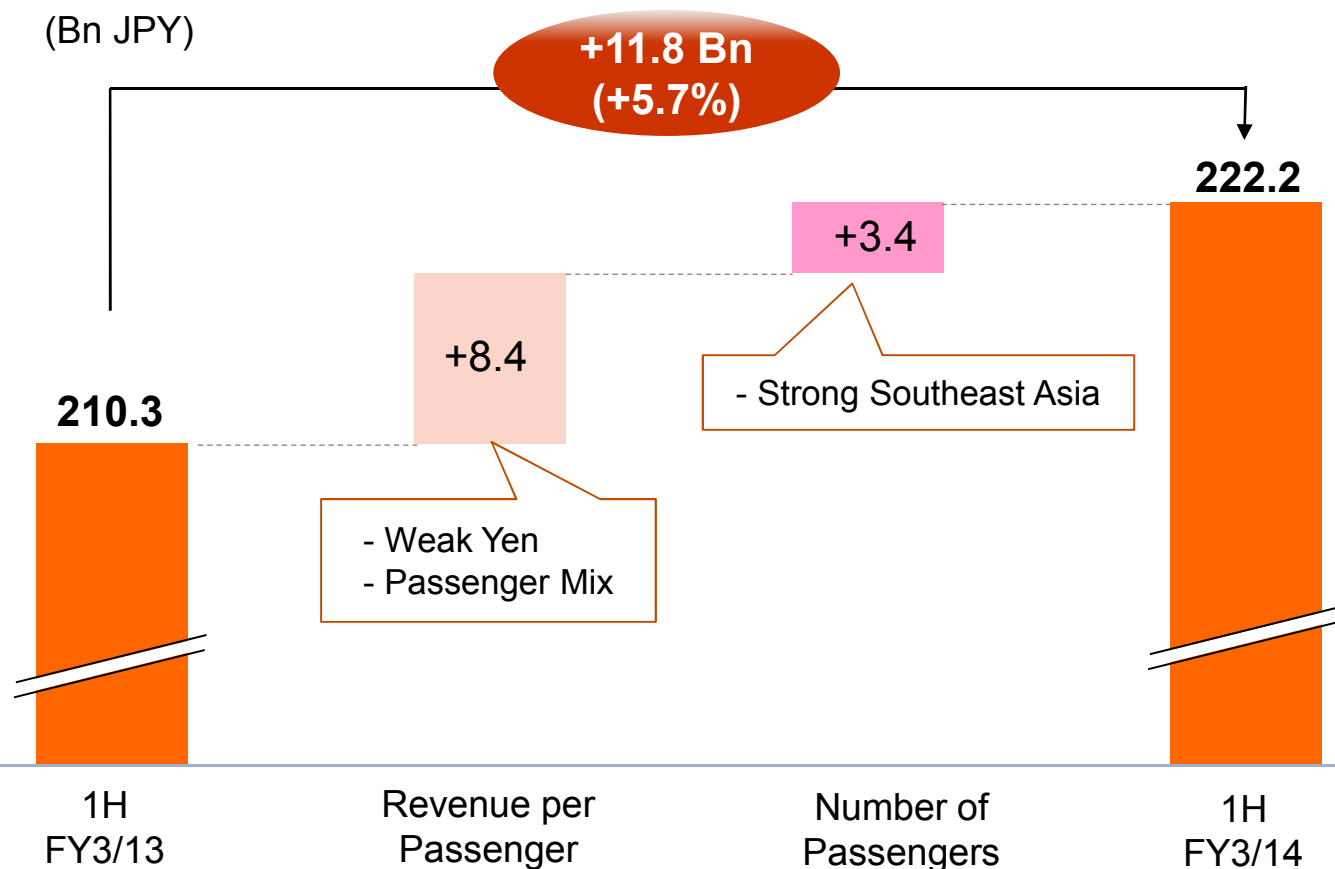 (Bn JPY)
+11.8 Bn
(+5.7%)
222.2
+3.4
+8.4
- Strong Southeast Asia
210.3
- Weak Yen
- Passenger Mix
1H
FY3/13
Revenue per
Passenger
Number of
Passengers
1H
FY3/14